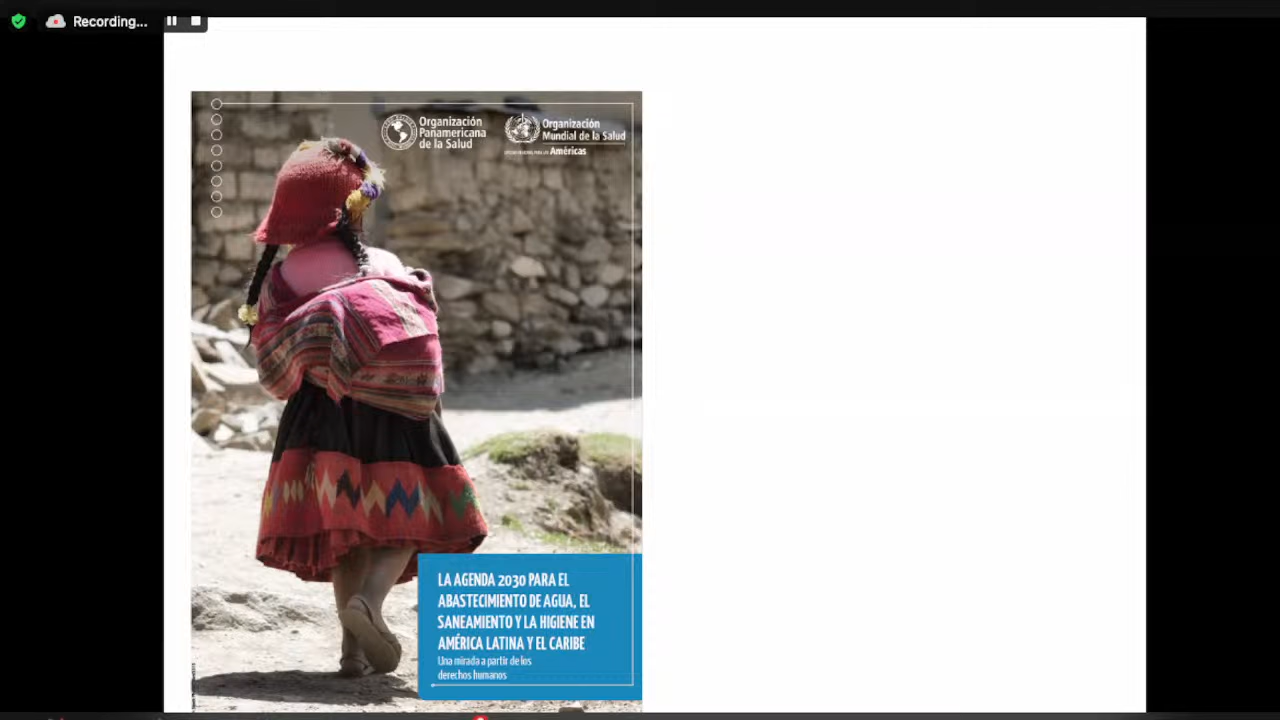 Recording...
Organización
Panamericana
de la Salud
Organización
Mundial de la Salud
Américas
LA AGENDA 2030 PARA EL
ABASTECIMIENTO DE AGUA, EL
SANEAMIENTO Y LA HIGIENE EN
AMÉRICA LATINA Y EL CARIBE
Una mirada a partir de los
derechos humanos